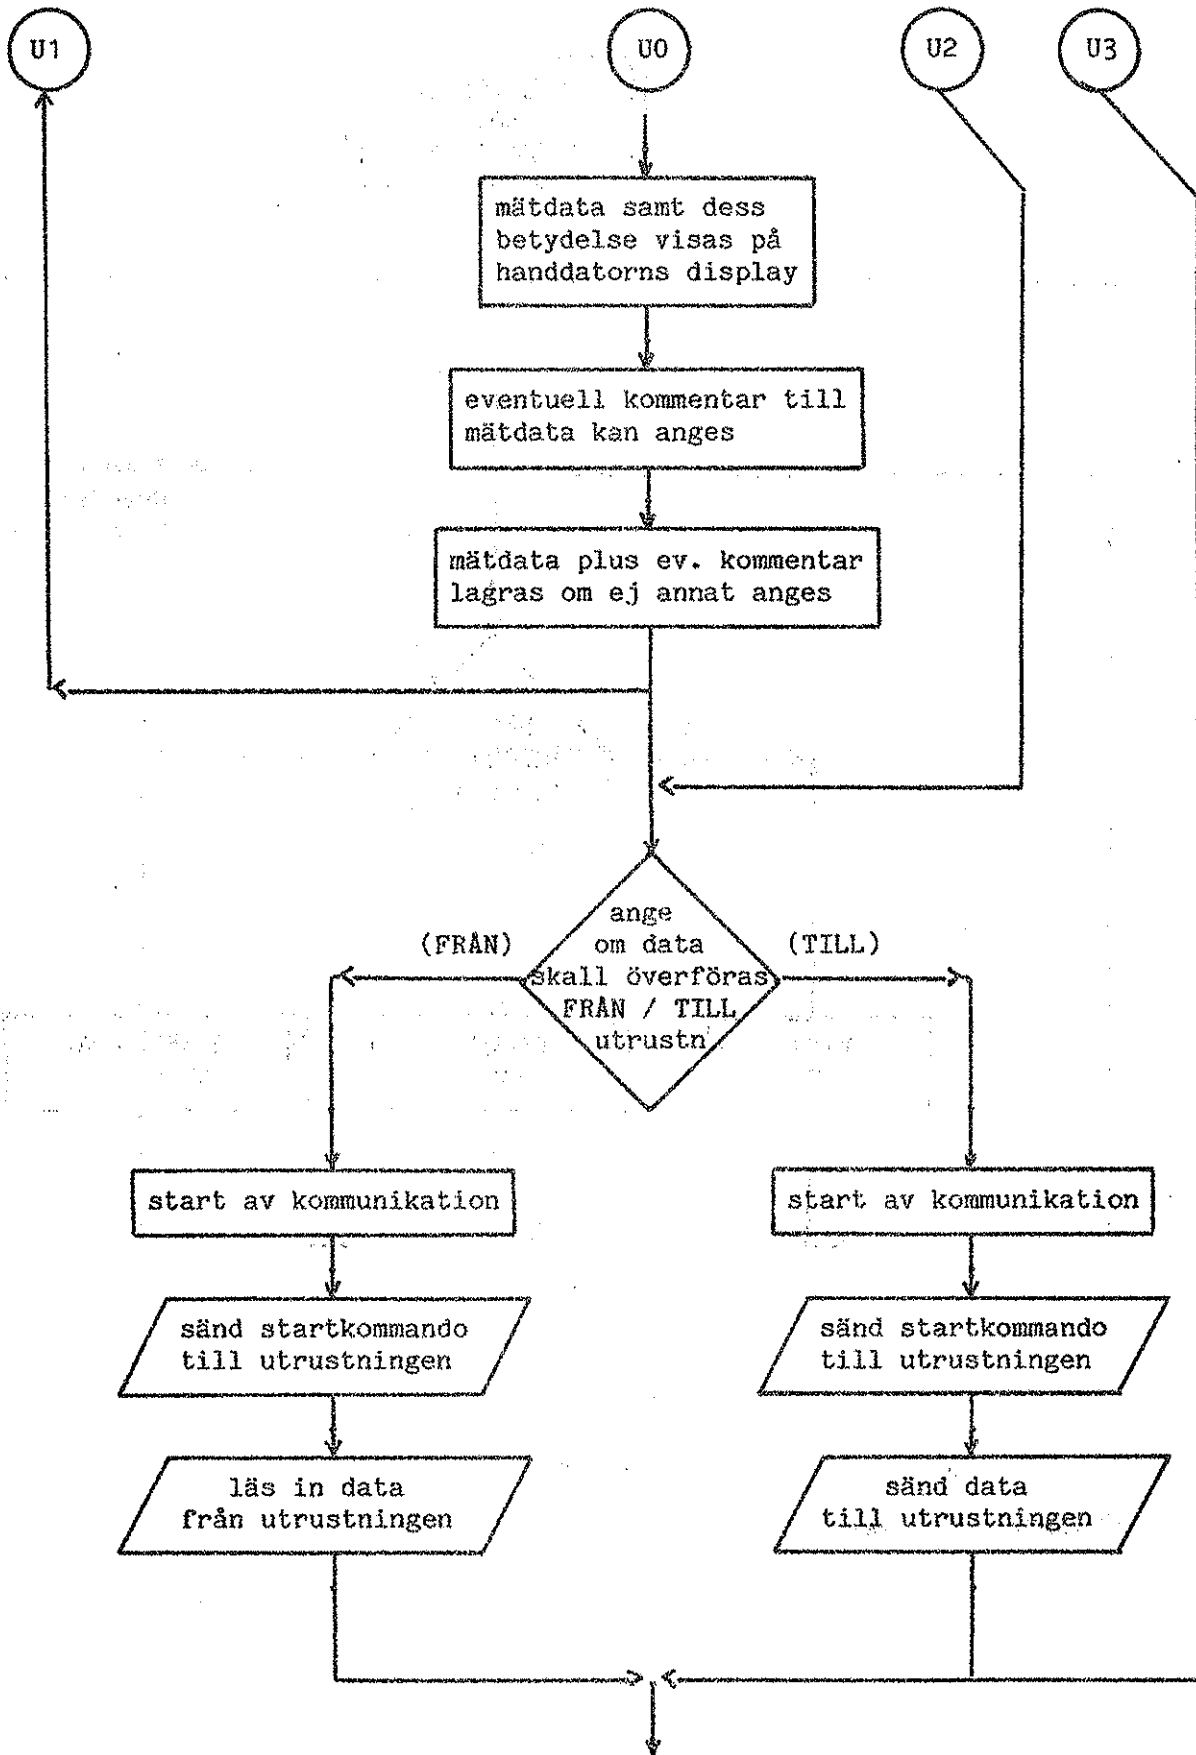 U1
U0
U2
U3
mätdata samt dess
betydelse visas på
handdatorns display
eventuell kommentar till
mätdata kan anges
mätdata plus ev. kommentar
lagras om ej annat anges
(FRÅN)
ange
om data
skall överföras
FRÅN / TILL
utrustn
(TILL)
start av kommunikation
start av kommunikation
sänd startkommando
till utrustningen
sänd startkommando
till utrustningen
läs in data
från utrustningen
sänd data
till utrustningen